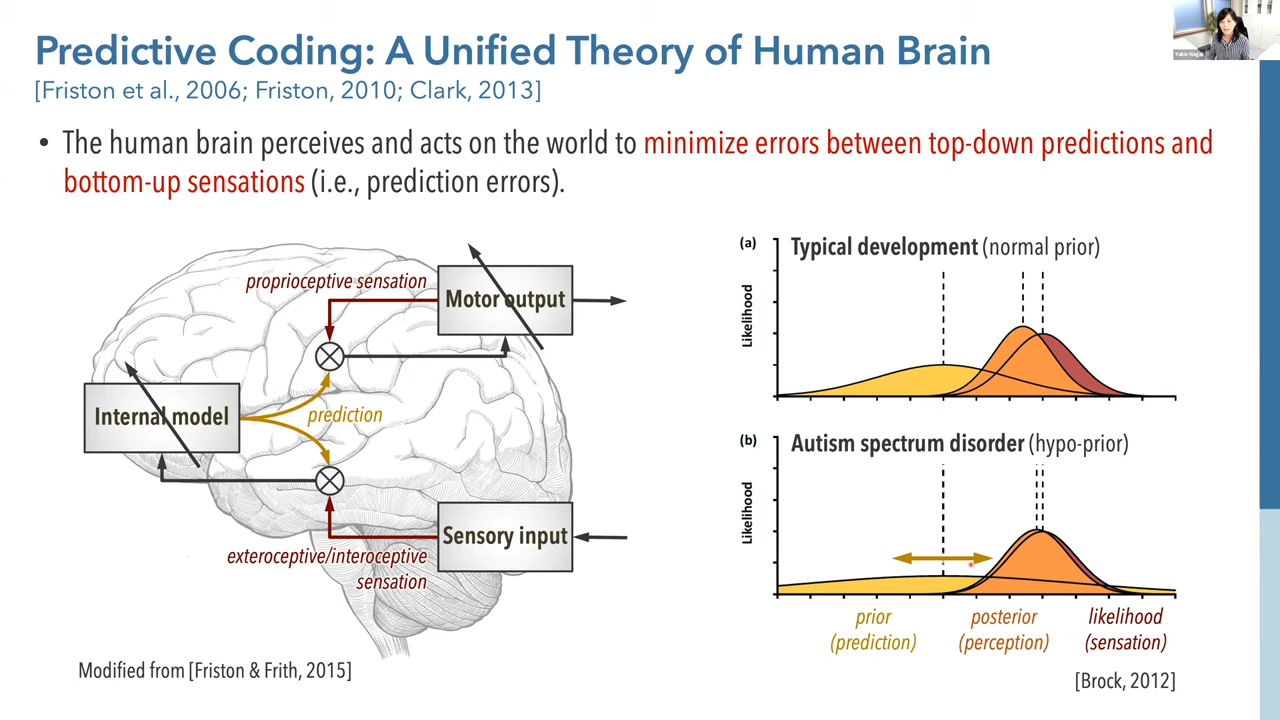 Predictive Coding: A Unified Theory of Human Brain
[Friston et al., 2006; Friston, 2010; Clark, 2013]
• The human brain perceives and acts on the world to minimize errors between top-down predictions and
bottom-up sensations (i.e., prediction errors).
proprioceptive sensation
Motor output
Internal model
prediction
Sensory input
exteroceptive/interoceptive
sensation
Modified from [Friston & Frith, 2015]
(a)
Typical development (normal prior)
Likelihood
(b)
Autism spectrum disorder (hypo-prior)
Likelihood
prior
(prediction)
posterior
(perception)
likelihood
(sensation)
[Brock, 2012]
Yukie Nagai